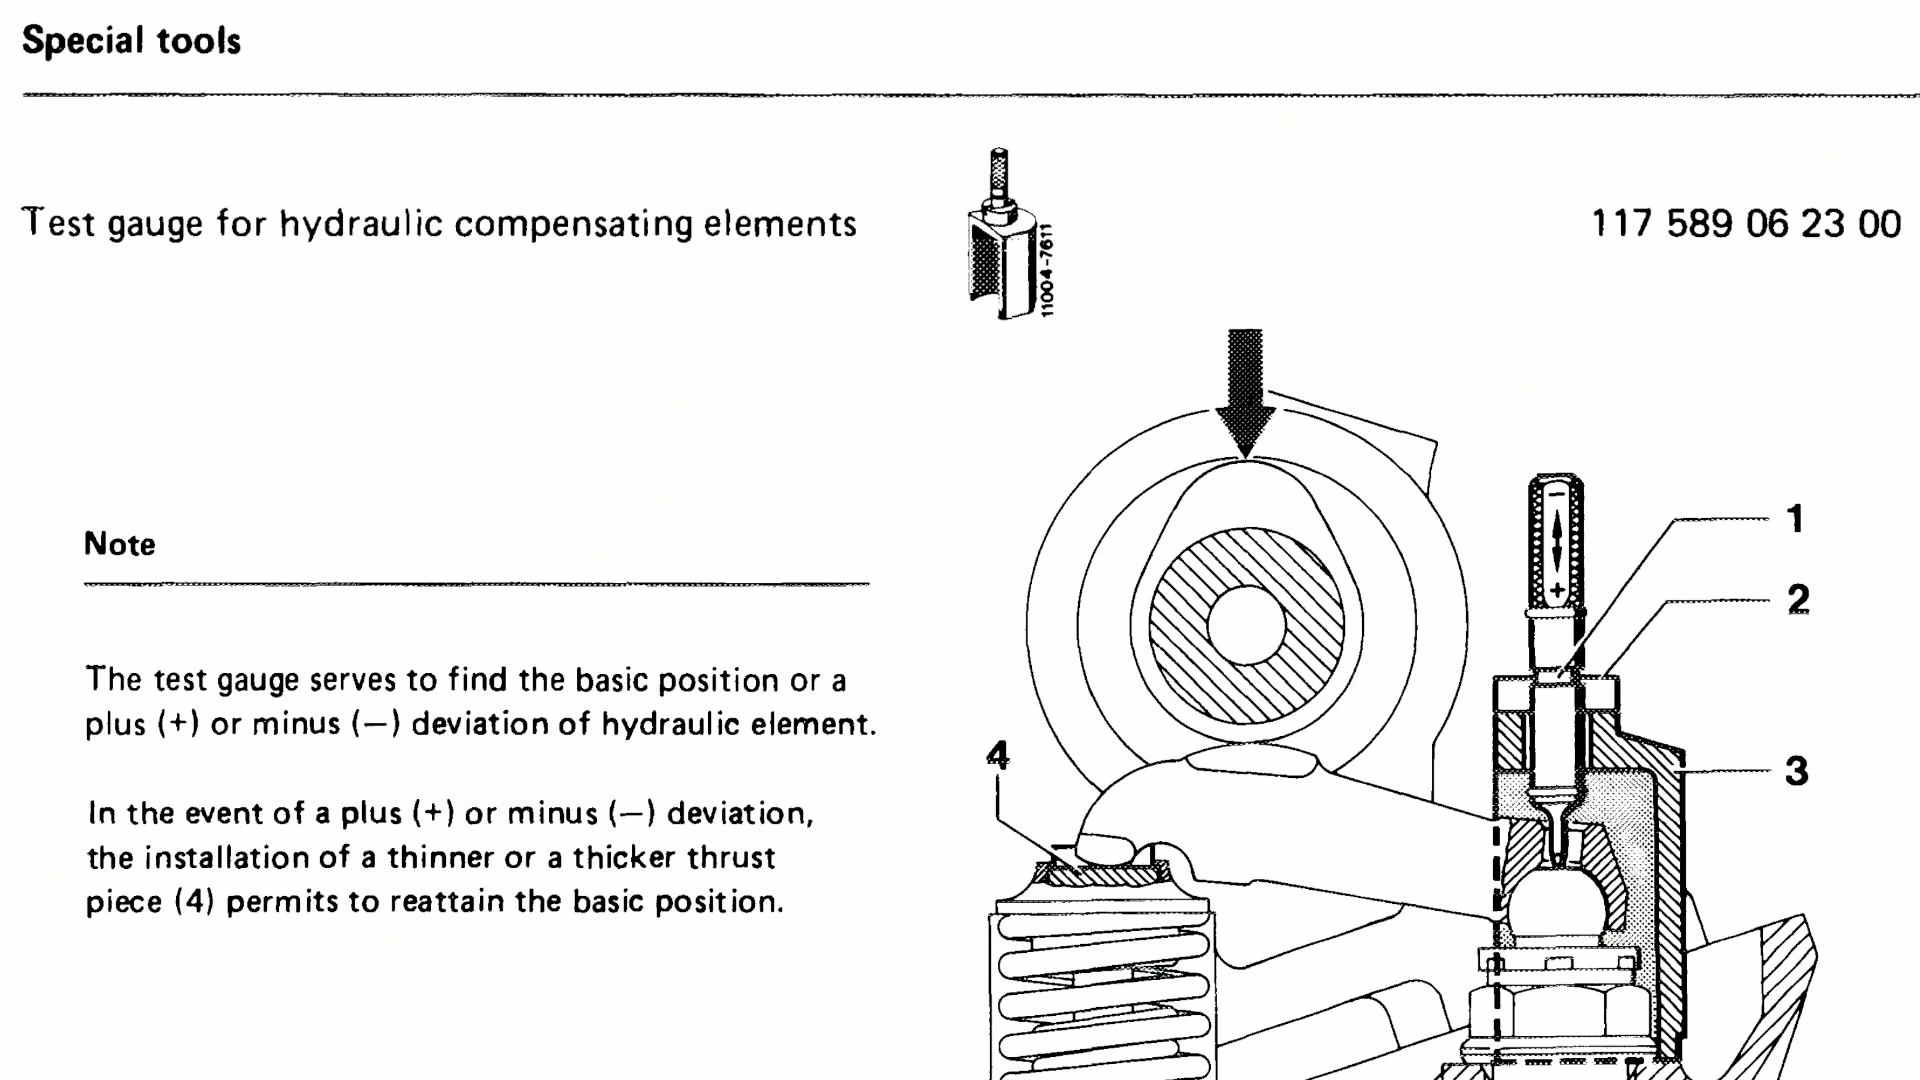 Special tools
Test gauge for hydraulic compensating elements
11004-7611
117 589 06 23 00
Note
The test gauge serves to find the basic position or a
plus (+) or minus (—) deviation of hydraulic element.
In the event of a plus (+) or minus (—) deviation,
the installation of a thinner or a thicker thrust
piece (4) permits to reattain the basic position.
−
+
1
2
3
4